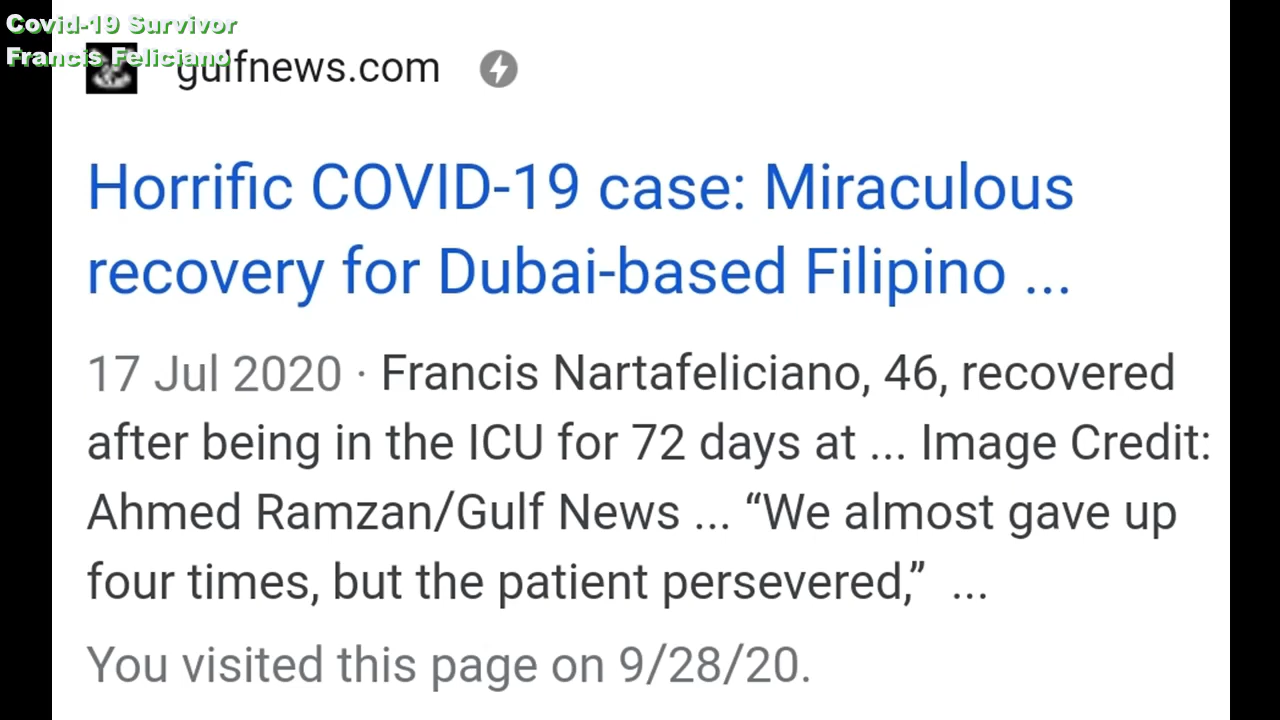 Covid-19 Survivor
Francis Feliciano
gulfnews.com
Horrific COVID-19 case: Miraculous
recovery for Dubai-based Filipino ...
17 Jul 2020 · Francis Nartafeliciano, 46, recovered
after being in the ICU for 72 days at ... Image Credit:
Ahmed Ramzan/Gulf News ... “We almost gave up
four times, but the patient persevered,” ...
You visited this page on 9/28/20.